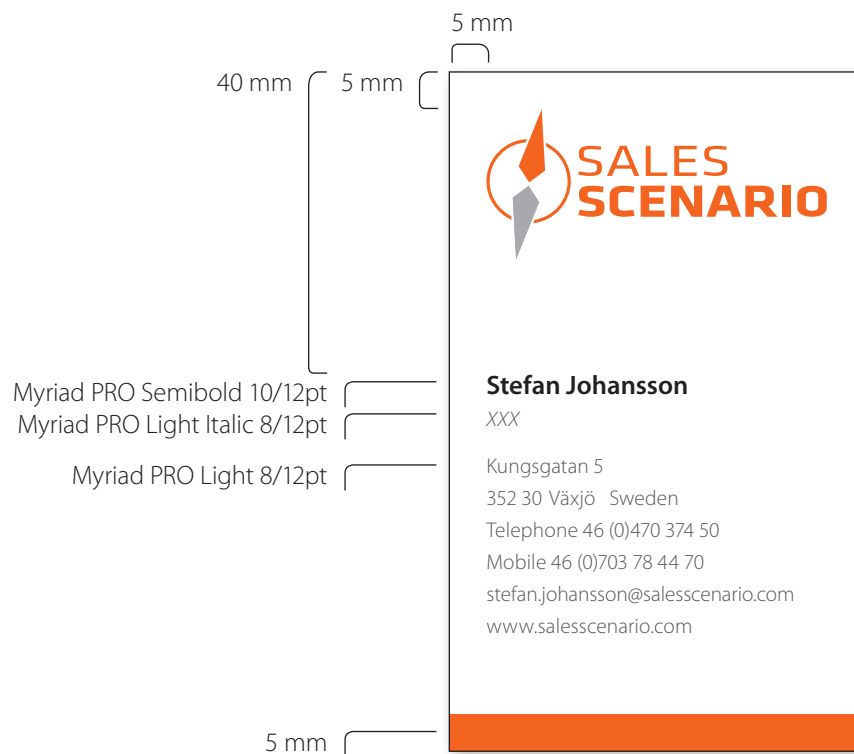 5 mm
40 mm
5 mm
SALES
SCENARIO
Myriad PRO Semibold 10/12pt
Stefan Johansson
Myriad PRO Light Italic 8/12pt
XXX
Myriad PRO Light 8/12pt
Kungsgatan 5
352 30 Växjö Sweden
Telephone 46 (0)470 374 50
Mobile 46 (0)703 78 44 70
stefan.johansson@salesscenario.com
www.salesscenario.com
5 mm